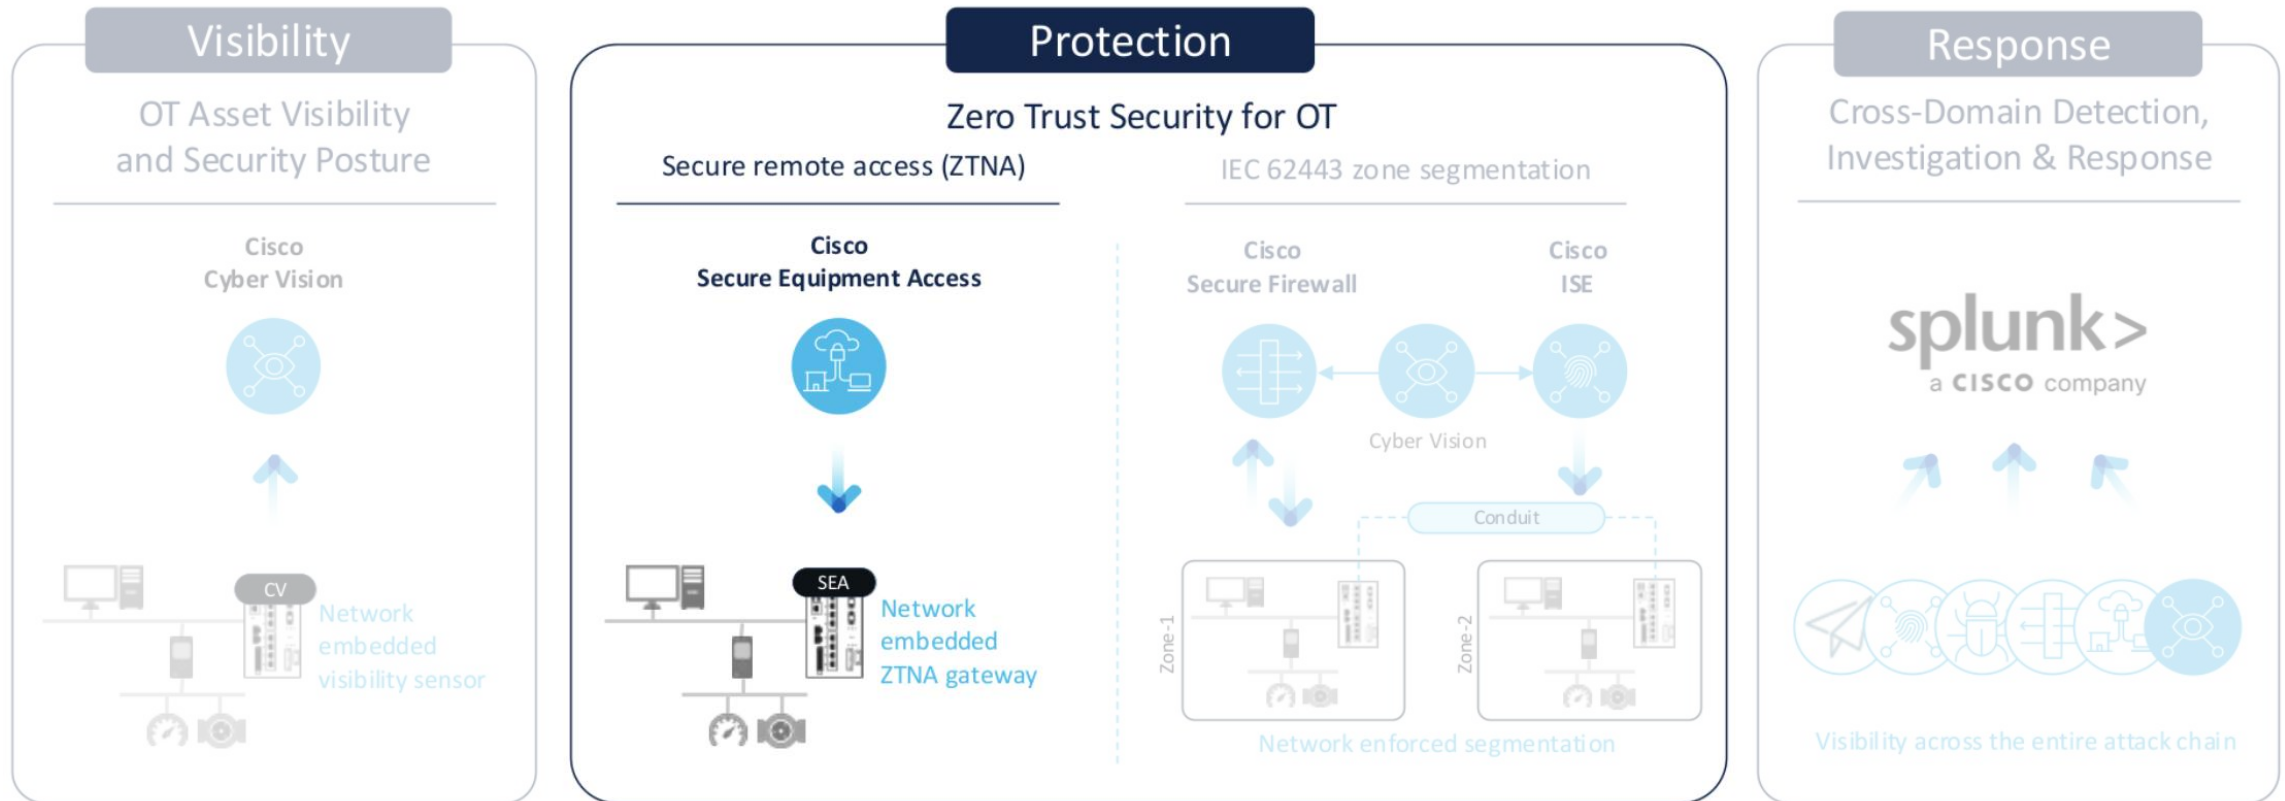 Visibility
OT Asset Visibility
and Security Posture
Cisco
Cyber Vision
CV
Network
embedded
visibility sensor
Protection
Zero Trust Security for OT
Secure remote access (ZTNA)
Cisco
Secure Equipment Access
SEA
Network
embedded
ZTNA gateway
IEC 62443 zone segmentation
Cisco
Secure Firewall
Cisco
ISE
Cyber Vision
Conduit
Zone-1
Zone-2
Network enforced segmentation
Response
Cross-Domain Detection,
Investigation & Response
splunk>
a CISCO company
Visibility across the entire attack chain